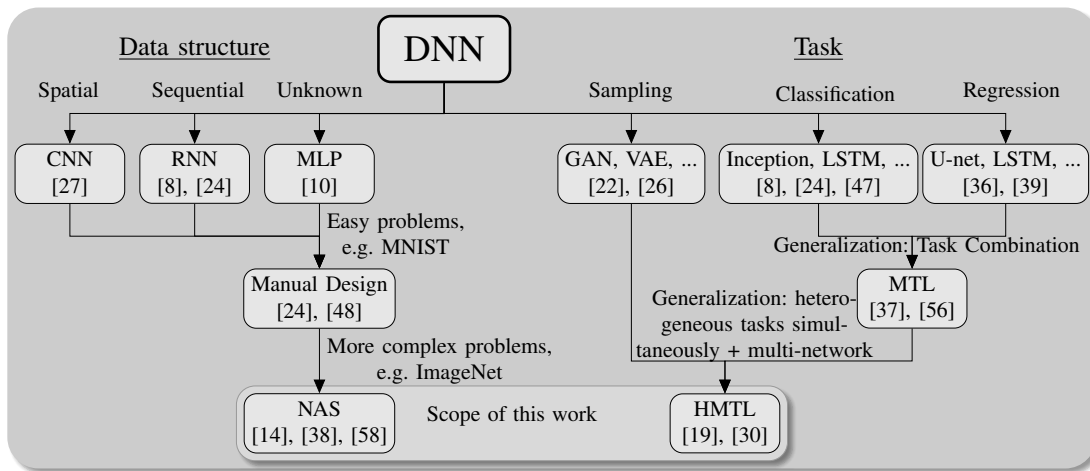 DNN
Data structure
Task
Spatial
Sequential
Unknown
Sampling
Classification
Regression
CNN
[27]
RNN
[8], [24]
MLP
[10]
GAN, VAE, ...
[22], [26]
Inception, LSTM, ...
[8], [24], [47]
U-net, LSTM, ...
[36], [39]
Easy problems,
e.g. MNIST
Generalization: Task Combination
Manual Design
[24], [48]
MTL
[37], [56]
Generalization: hetero-
geneous tasks simul-
taneously + multi-network
More complex problems,
e.g. ImageNet
NAS
[14], [38], [58]
Scope of this work
HMTL
[19], [30]